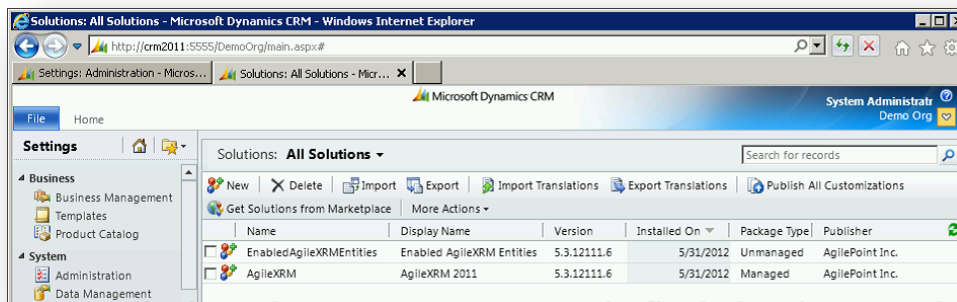 Solutions: All Solutions - Microsoft Dynamics CRM - Windows Internet Explorer
http://crm2011:5555/DemoOrg/main.aspx#
Settings: Administration - Micros... Solutions: All Solutions - Micr...
Microsoft Dynamics CRM
System Administratr
File Home Demo Org
Settings
Solutions: All Solutions
Search for records
Business
New Delete Import Export Import Translations Export Translations Publish All Customizations
Business Management
Templates
Get Solutions from Marketplace More Actions
Product Catalog
Name Display Name Version Installed On Package Type Publisher
System
EnabledAgileXRMEntities Enabled AgileXRM Entities 5.3.12111.6 5/31/2012 Unmanaged AgilePoint Inc.
Administration
AgileXRM AgileXRM 2011 5.3.12111.6 5/31/2012 Managed AgilePoint Inc.
Data Management